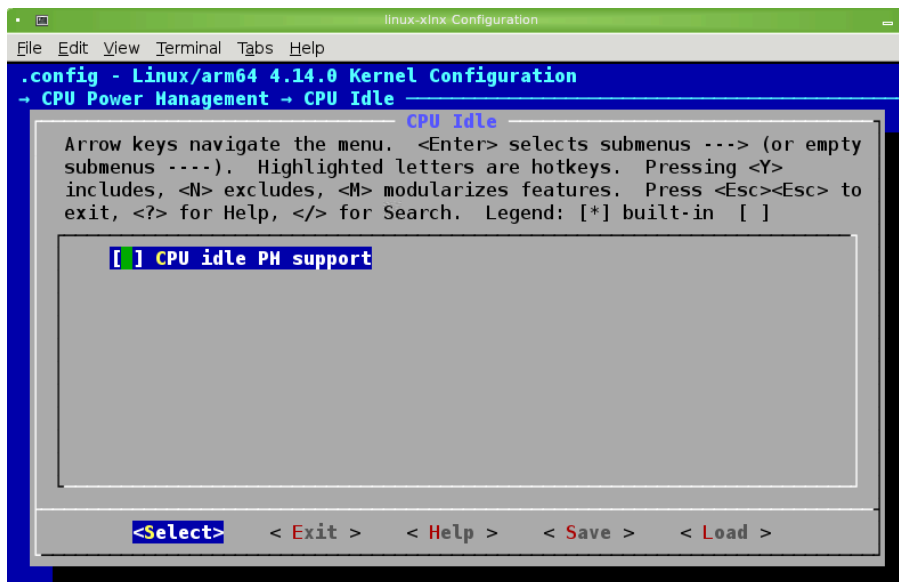 linux-xlnx Configuration
File Edit View Terminal Tabs Help
.config - Linux/arm64 4.14.0 Kernel Configuration
→ CPU Power Management → CPU Idle
CPU Idle
Arrow keys navigate the menu. <Enter> selects submenus ---> (or empty
submenus ----). Highlighted letters are hotkeys. Pressing <Y>
includes, <N> excludes, <M> modularizes features. Press <Esc><Esc> to
exit, <?> for Help, </> for Search. Legend: [*] built-in [ ]
[ ] CPU idle PM support
<Select> < Exit > < Help > < Save > < Load >